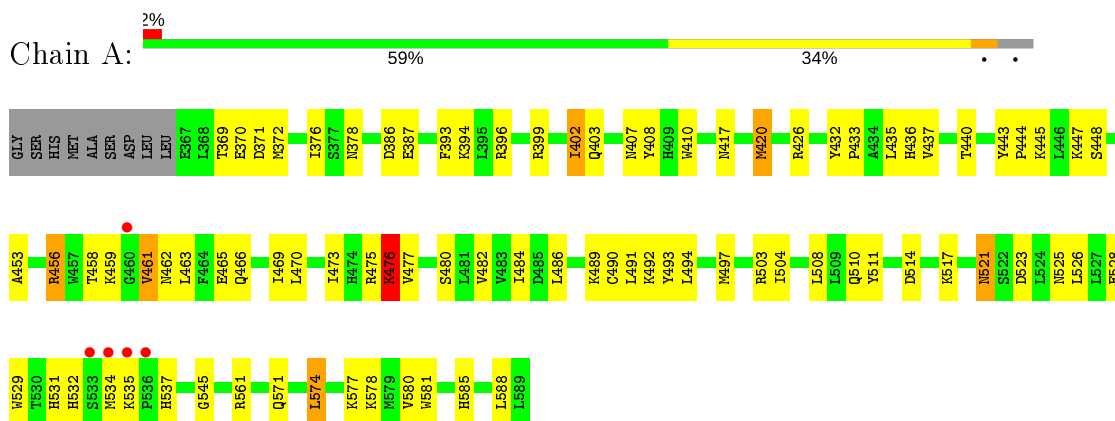 2%
Chain A:
59% 34% • •
GLY SER HIS MET ALA SER ASP LEU LEU E367 L368 T369 E370 D371 M372 I376 S377 N378 D386 E387 F393 K394 L395 R396 R399 I402 Q403 N407 Y408 H409 W410 N417 M420 R426 Y432 P433 A434 L435 H436 V437 T440 Y443 P444 K445 L446 K447 S448
A453 R456 W457 T458 K459 G460 V461 N462 L463 F464 E465 Q466 I469 L470 I473 H474 R475 K476 V477 S480 L481 V482 V483 I484 D485 L486 K489 C490 L491 K492 Y493 L494 M497 R503 I504 L508 L509 Q510 Y511 D514 K517 N521 S522 D523 L524 N525 L526 L527
W529 T530 H531 H532 S533 M534 K535 P536 H537 G545 R561 Q571 L574 K577 K578 M579 V580 W581 H585 L588 L589